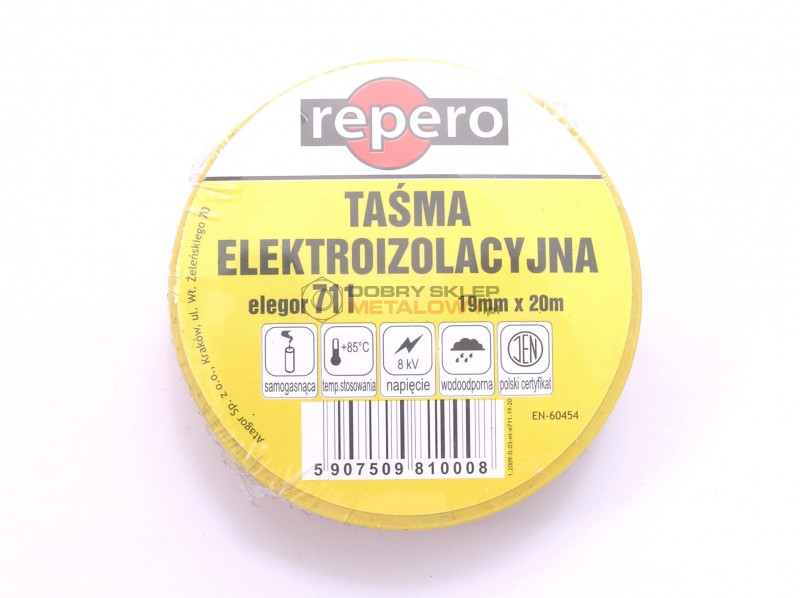 repero
TAŚMA
ELEKTROIZOLACYJNA
elegor 711
19mm x 20m
DOBRY SKLEP
METALOWY
samogasnąca
+85°C
temp.stosowania
8 kV
napięcie
wodoodporna
JEN
polski certyfikat
EN-60454
5 907509 810008
Atagor Sp. z o.o., Kraków, ul. Wł. Żeleńskiego 70